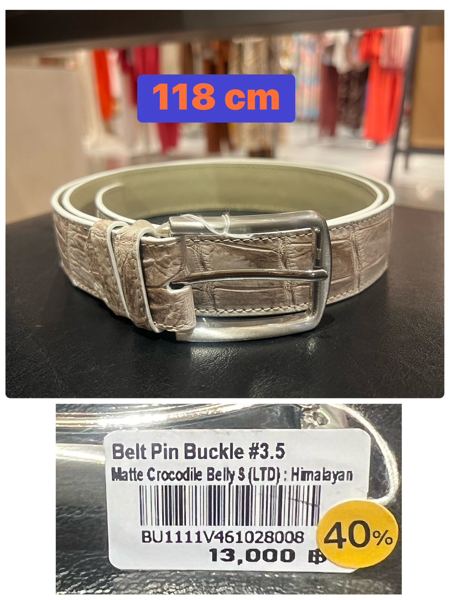 118 cm
Belt Pin Buckle #3.5
Matte Crocodile Belly S (LTD) : Himalayan
BU1111V461028008
13,000 ฿
40%